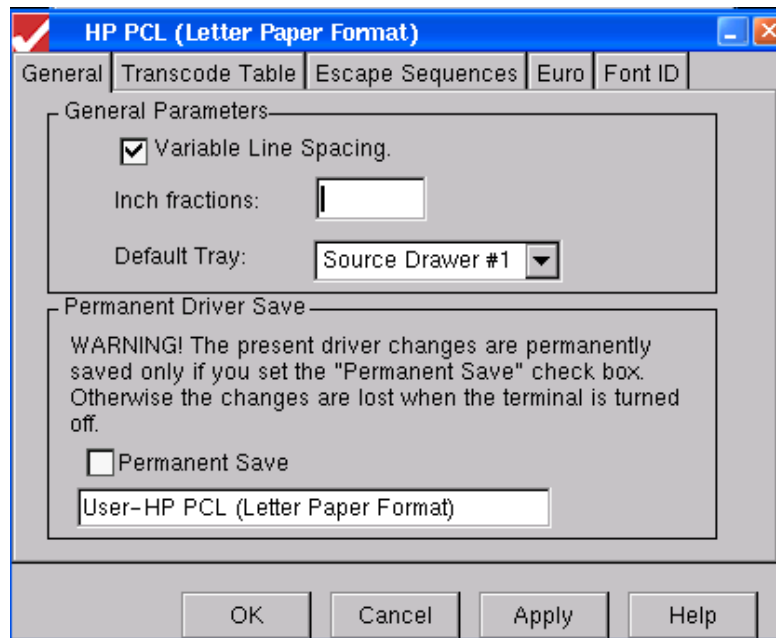 HP PCL (Letter Paper Format)
General Transcode Table Escape Sequences Euro Font ID
General Parameters
Variable Line Spacing.
Inch fractions:
Default Tray: Source Drawer #1
Permanent Driver Save
WARNING! The present driver changes are permanently
saved only if you set the "Permanent Save" check box.
Otherwise the changes are lost when the terminal is turned
off.
Permanent Save
User-HP PCL (Letter Paper Format)
OK Cancel Apply Help